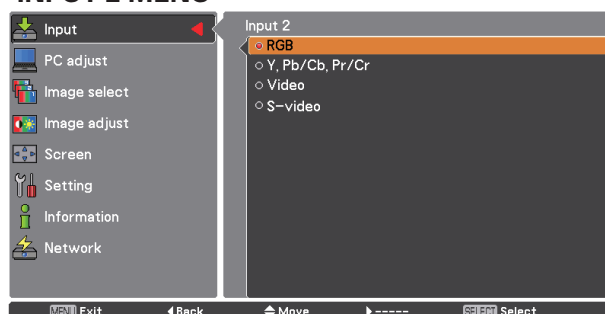 INPUT 2 MENU
Input
PC adjust
Image select
Image adjust
Screen
Setting
Information
Network
Input 2
RGB
Y, Pb/Cb, Pr/Cr
Video
S-video
MENU Exit
Back
Move
-----
SELECT Select